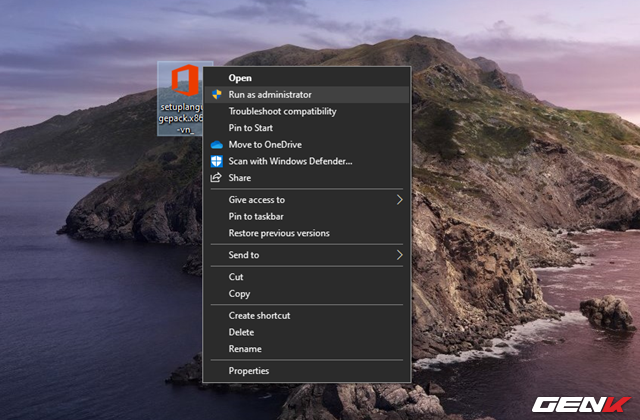 setuplangua
gepack.x86
-vn_
Open
Run as administrator
Troubleshoot compatibility
Pin to Start
Move to OneDrive
Scan with Windows Defender...
Share
Give access to
Pin to taskbar
Restore previous versions
Send to
Cut
Copy
Create shortcut
Delete
Rename
Properties
GENK